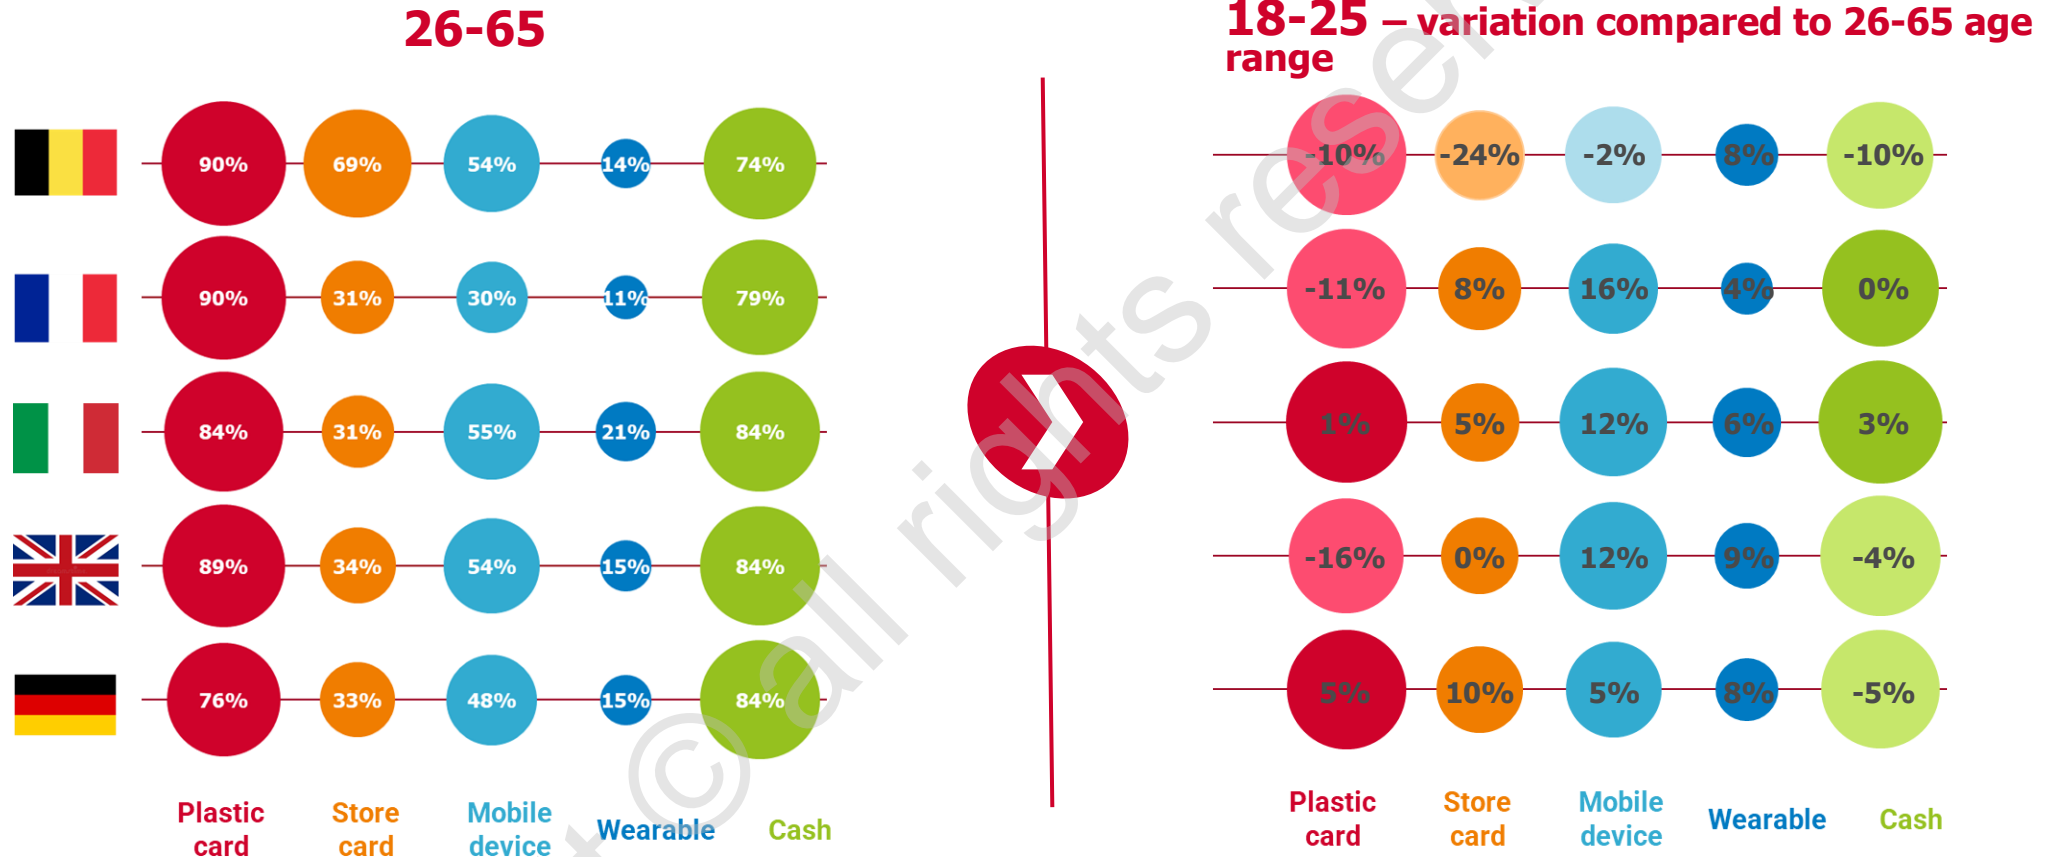 26-65
18-25 – variation compared to 26-65 age
range
90% 69% 54% 14% 74%
90% 31% 30% 11% 79%
84% 31% 55% 21% 84%
89% 34% 54% 15% 84%
76% 33% 48% 15% 84%
Plastic
card
Store
card
Mobile
device
Wearable
Cash
-10% -24% -2% 8% -10%
-11% 8% 16% 4% 0%
1% 5% 12% 6% 3%
-16% 0% 12% 9% -4%
5% 10% 5% 8% -5%
Plastic
card
Store
card
Mobile
device
Wearable
Cash
© all rights